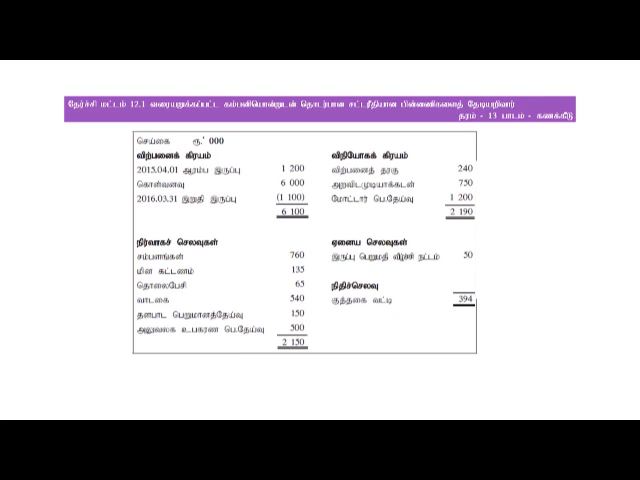 தேர்ச்சி மட்டம் 12.1 வரையறுக்கப்பட்ட கம்பனியொன்றுடன் தொடர்பான சட்டரீதியான பின்னணிகளைத் தேடியறிவார்
தரம் - 13 பாடம் - கணக்கீடு
செய்கை ரூ.' 000
விற்பனைக் கிரயம்
2015.04.01 ஆரம்ப இருப்பு 1 200
கொள்வனவு 6 000
2016.03.31 இறுதி இருப்பு (1 100)
6 100
விநியோகக் கிரயம்
விற்பனைத் தரகு 240
அறவிடமுடியாக்கடன் 750
மோட்டார் பெ.தேய்வு 1 200
2 190
நிர்வாகச் செலவுகள்
சம்பளங்கள் 760
மின் கட்டணம் 135
தொலைபேசி 65
வாடகை 540
தளபாட பெறுமானத்தேய்வு 150
அலுவலக உபகரண பெ.தேய்வு 500
2 150
ஏனைய செலவுகள்
இருப்பு பெறுமதி வீழ்ச்சி நட்டம் 50
நிதிச்செலவு
குத்தகை வட்டி 394